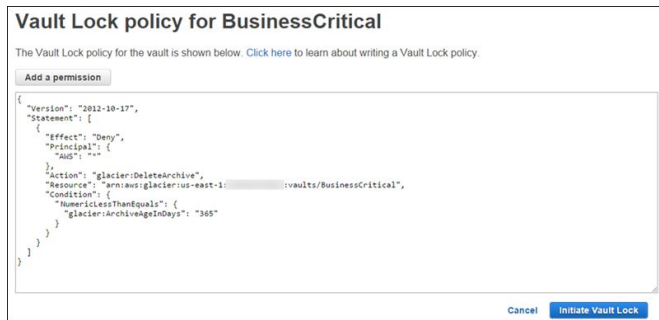 Vault Lock policy for BusinessCritical
The Vault Lock policy for the vault is shown below. Click here to learn about writing a Vault Lock policy.
Add a permission
{
  "Version": "2012-10-17",
  "Statement": [
    {
      "Effect": "Deny",
      "Principal": {
        "AWS": "*"
      },
      "Action": "glacier:DeleteArchive",
      "Resource": "arn:aws:glacier:us-east-1: :vaults/BusinessCritical",
      "Condition": {
        "NumericLessThanEquals": {
          "glacier:ArchiveAgeInDays": "365"
        }
      }
    }
  ]
}
Cancel Initiate Vault Lock